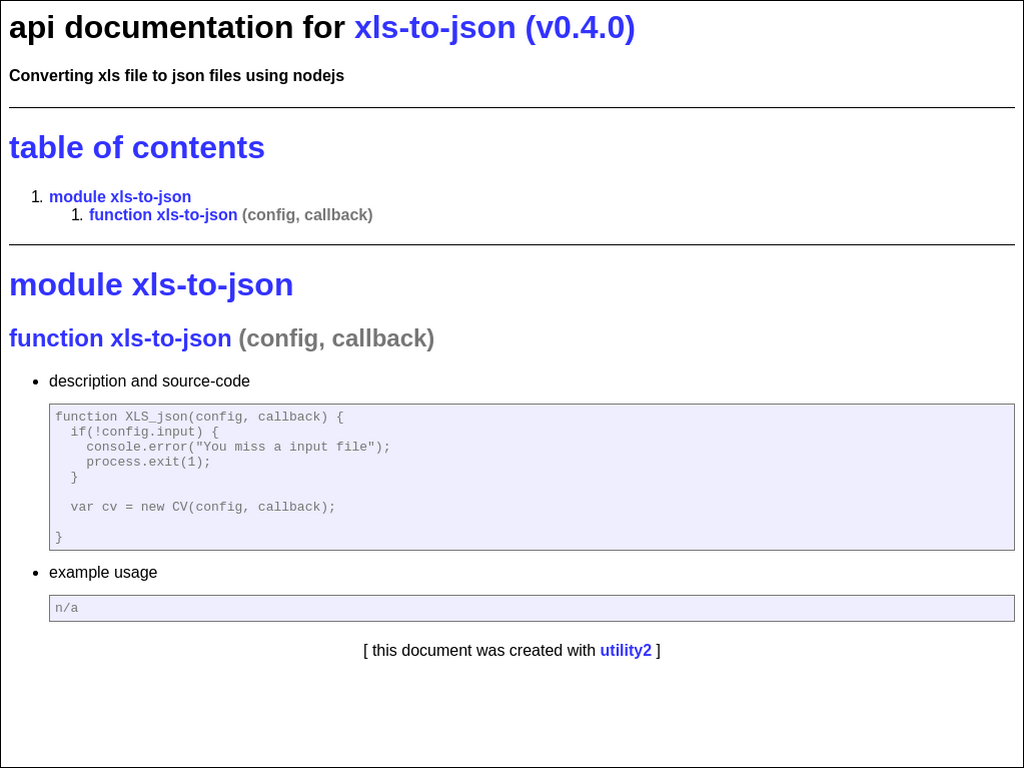 api documentation for xls-to-json (v0.4.0)
Converting xls file to json files using nodejs
table of contents
1. module xls-to-json
1. function xls-to-json (config, callback)
module xls-to-json
function xls-to-json (config, callback)
• description and source-code
function XLS_json(config, callback) {
  if(!config.input) {
    console.error("You miss a input file");
    process.exit(1);
  }
  var cv = new CV(config, callback);
}
• example usage
n/a
[ this document was created with utility2 ]